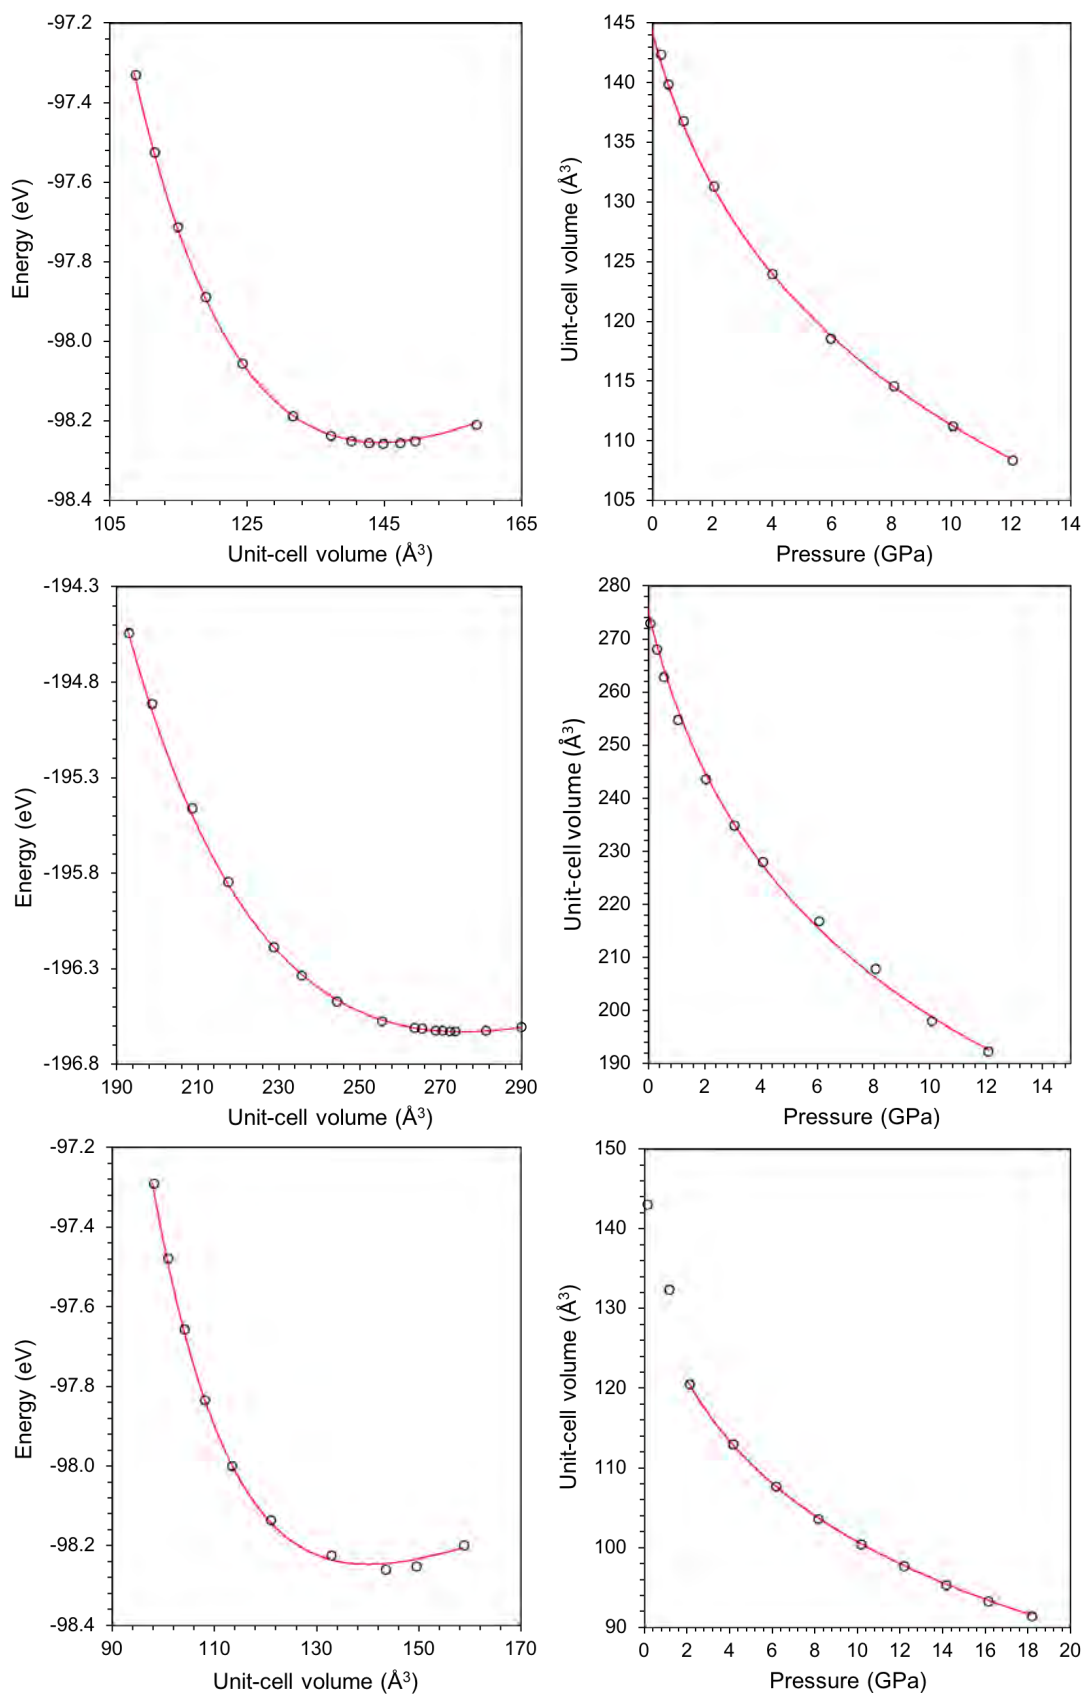 -97.2
-97.4
-97.6
-97.8
-98.0
-98.2
-98.4
Energy (eV)
105 125 145 165
Unit-cell volume (Å³)
145
140
135
130
125
120
115
110
105
Uint-cell volume (Å³)
0 2 4 6 8 10 12 14
Pressure (GPa)
-194.3
-194.8
-195.3
-195.8
-196.3
-196.8
Energy (eV)
190 210 230 250 270 290
Unit-cell volume (Å³)
280
270
260
250
240
230
220
210
200
190
Unit-cell volume (Å³)
0 2 4 6 8 10 12 14
Pressure (GPa)
-97.2
-97.4
-97.6
-97.8
-98.0
-98.2
-98.4
Energy (eV)
90 110 130 150 170
Unit-cell volume (Å³)
150
140
130
120
110
100
90
Unit-cell volume (Å³)
0 2 4 6 8 10 12 14 16 18 20
Pressure (GPa)